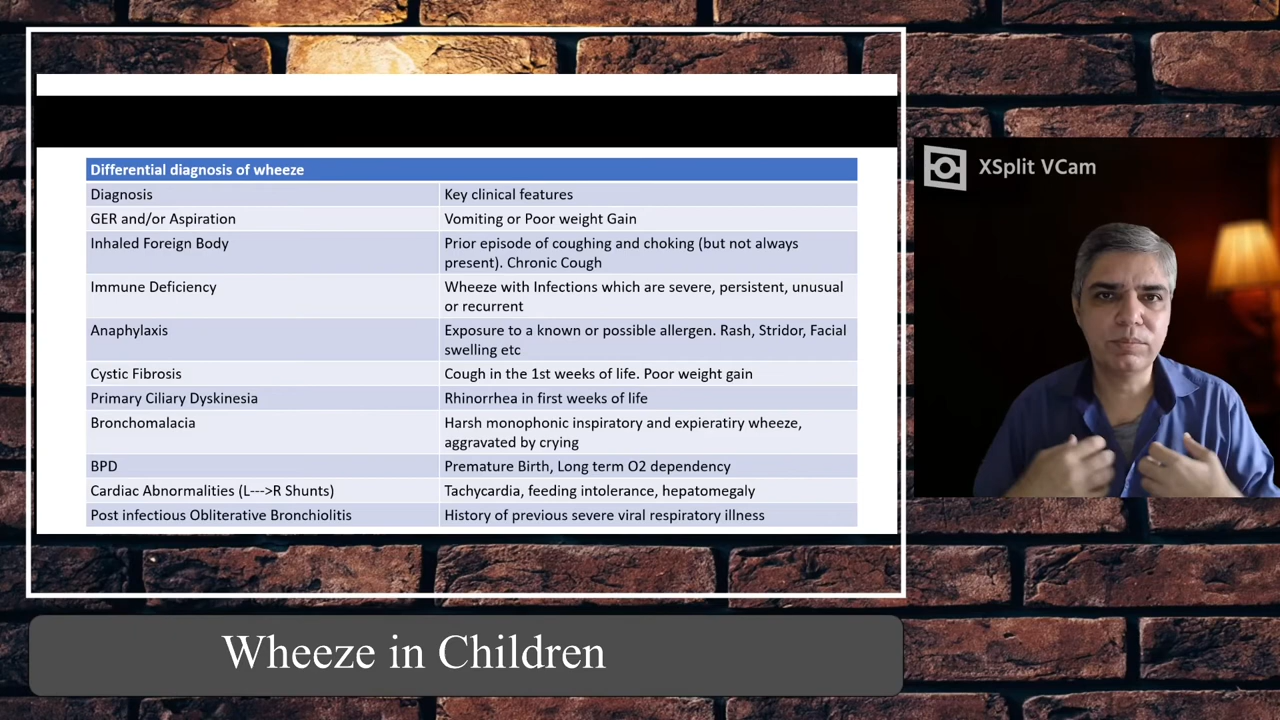 Differential diagnosis of wheeze
Diagnosis Key clinical features
GER and/or Aspiration Vomiting or Poor weight Gain
Inhaled Foreign Body Prior episode of coughing and choking (but not always
present). Chronic Cough
Immune Deficiency Wheeze with Infections which are severe, persistent, unusual
or recurrent
Anaphylaxis Exposure to a known or possible allergen. Rash, Stridor, Facial
swelling etc
Cystic Fibrosis Cough in the 1st weeks of life. Poor weight gain
Primary Ciliary Dyskinesia Rhinorrhea in first weeks of life
Bronchomalacia Harsh monophonic inspiratory and expieratiry wheeze,
aggravated by crying
BPD Premature Birth, Long term O2 dependency
Cardiac Abnormalities (L--->R Shunts) Tachycardia, feeding intolerance, hepatomegaly
Post infectious Obliterative Bronchiolitis History of previous severe viral respiratory illness
XSplit VCam
Wheeze in Children